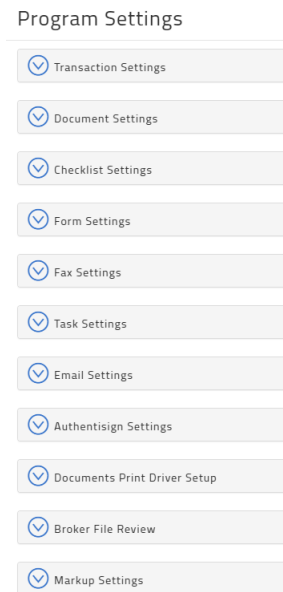 Program Settings
Transaction Settings
Document Settings
Checklist Settings
Form Settings
Fax Settings
Task Settings
Email Settings
Authentisign Settings
Documents Print Driver Setup
Broker File Review
Markup Settings